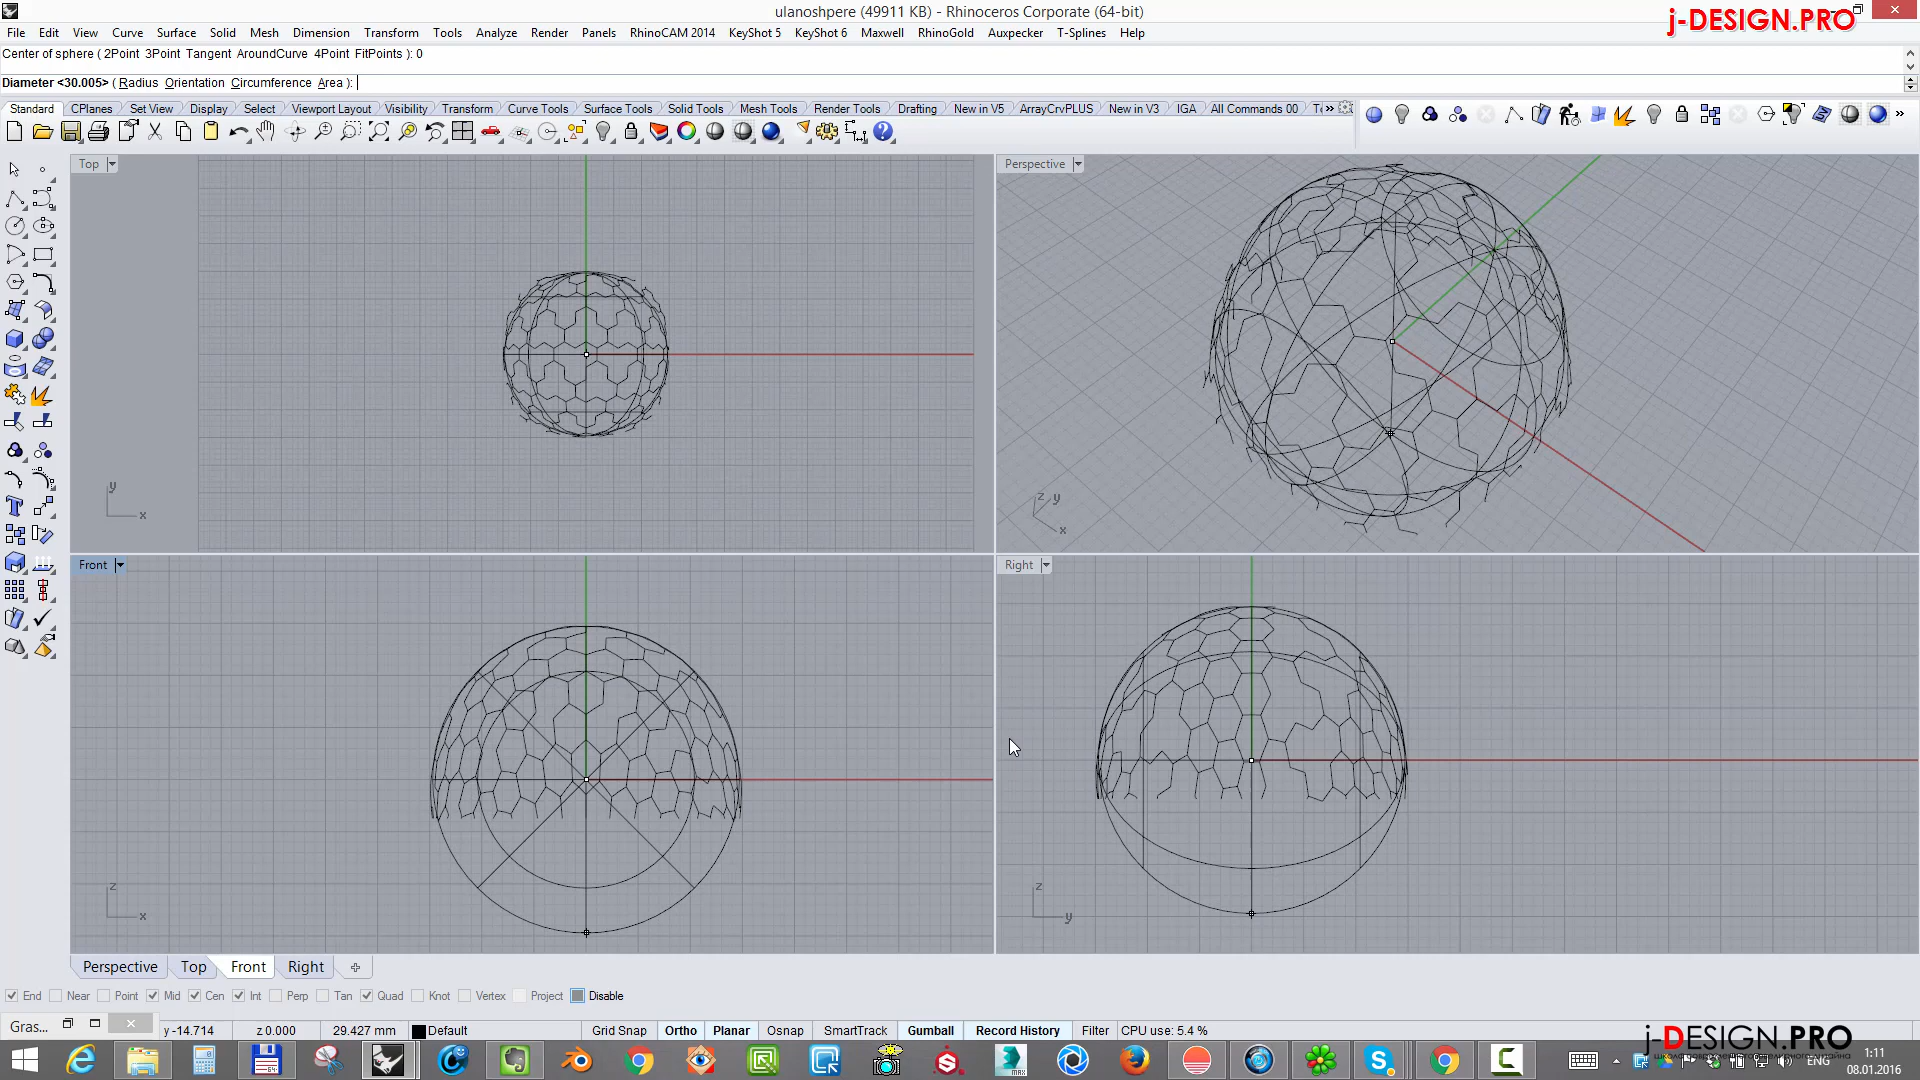 ulanoshpere (49911 KB) - Rhinoceros Corporate (64-bit)
j-DESIGN.PRO
File Edit View Curve Surface Solid Mesh Dimension Transform Tools Analyze Render Panels RhinoCAM 2014 KeyShot 5 KeyShot 6 Maxwell RhinoGold Auxpecker T-Splines Help
Center of sphere ( 2Point 3Point Tangent AroundCurve 4Point FitPoints ): 0
Diameter <30.005> ( Radius Orientation Circumference Area ):
Standard CPlanes Set View Display Select Viewport Layout Visibility Transform Curve Tools Surface Tools Solid Tools Mesh Tools Render Tools Drafting New in V5 ArrayCrvPLUS New in V3 IGA All Commands 00
Top
Perspective
y
x
z y
x
Front
Right
z
x
z
y
Perspective Top Front Right
End Near Point Mid Cen Int Perp Tan Quad Knot Vertex Project Disable
Gras...
y -14.714 z 0.000 29.427 mm Default Grid Snap Ortho Planar Osnap SmartTrack Gumball Record History Filter CPU use: 5.4 %
j-DESIGN.PRO
ENG
1:11
08.01.2016